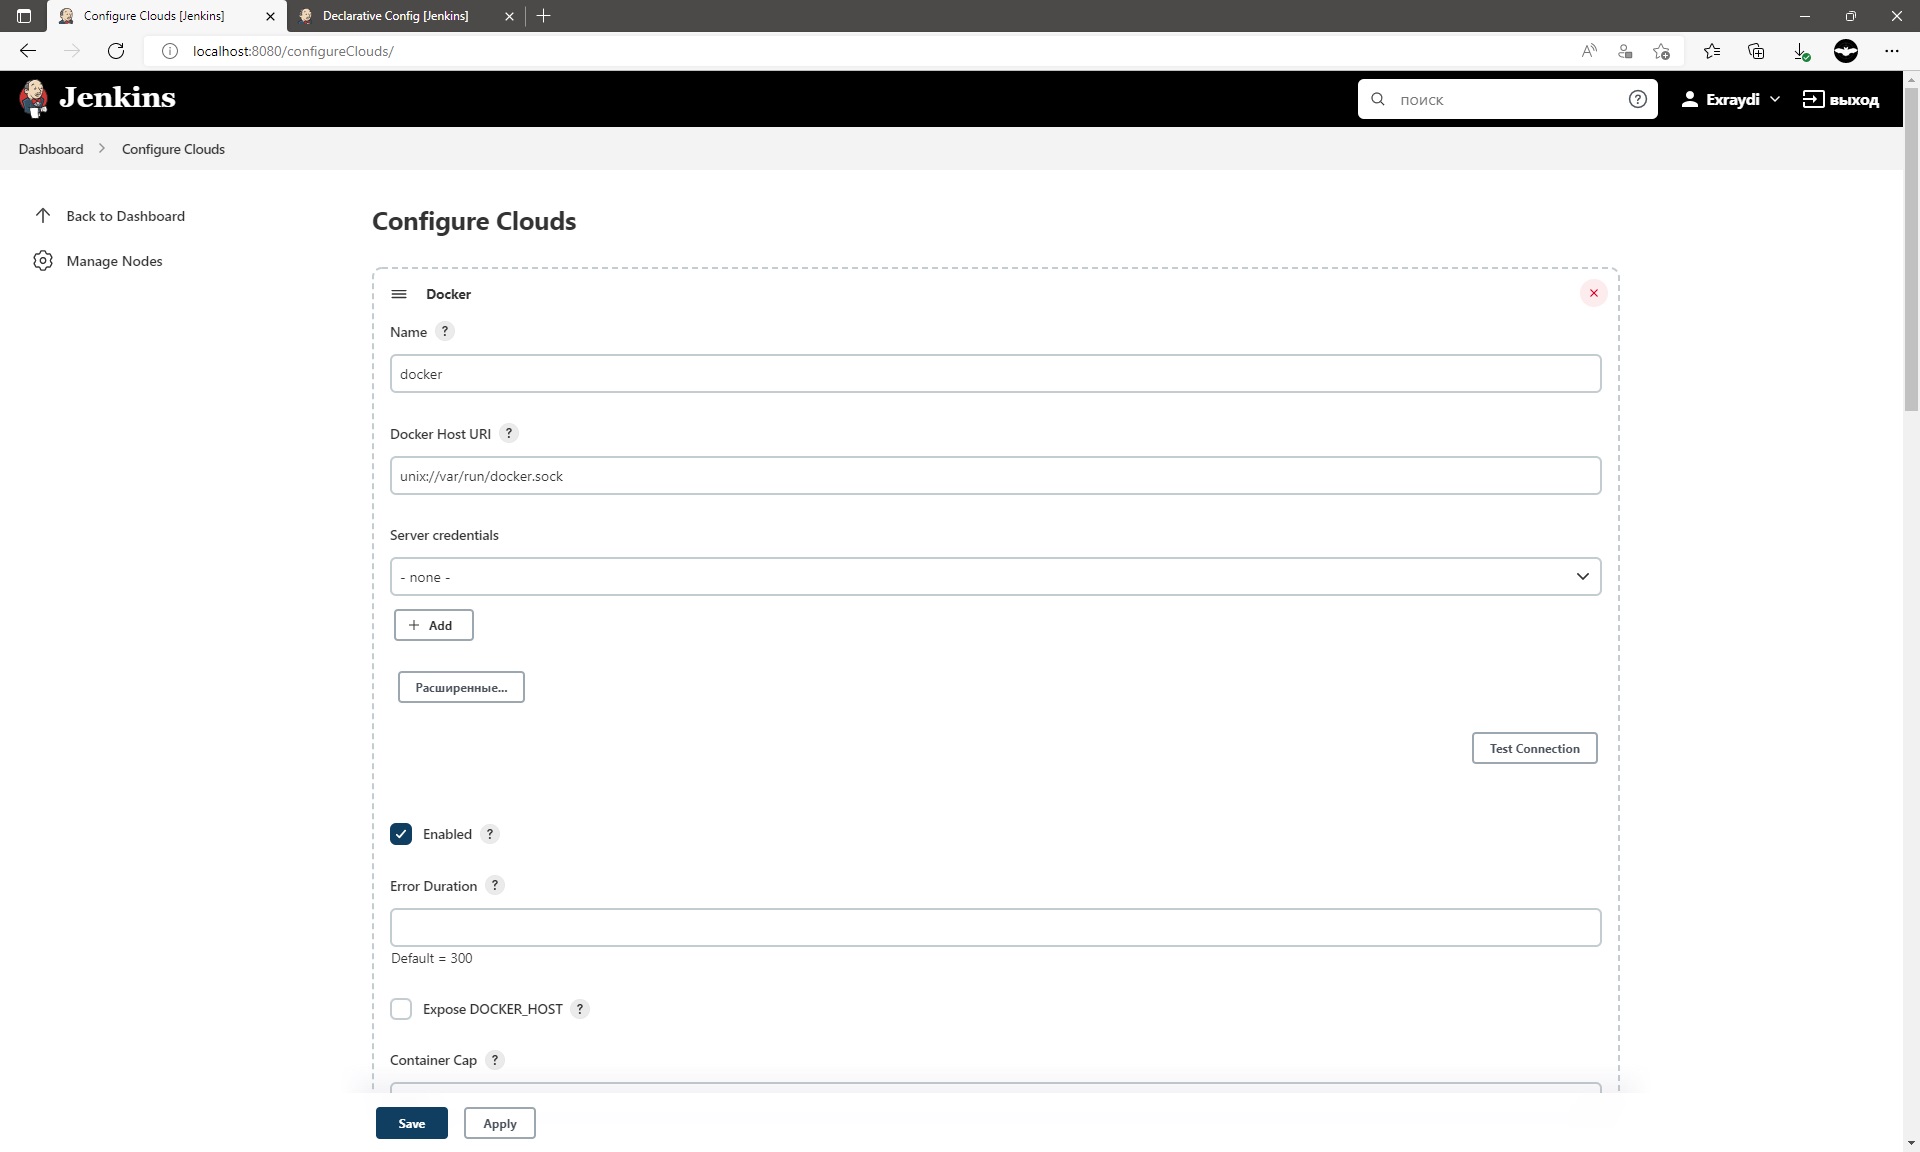 Configure Clouds [Jenkins]
Declarative Config [Jenkins]
localhost:8080/configureClouds/
Jenkins
поиск
Exraydi
выход
Dashboard
Configure Clouds
Back to Dashboard
Manage Nodes
Configure Clouds
Docker
Name ?
docker
Docker Host URI ?
unix://var/run/docker.sock
Server credentials
- none -
+ Add
Расширенные...
Test Connection
Enabled ?
Error Duration ?
Default = 300
Expose DOCKER_HOST ?
Container Cap ?
Save
Apply